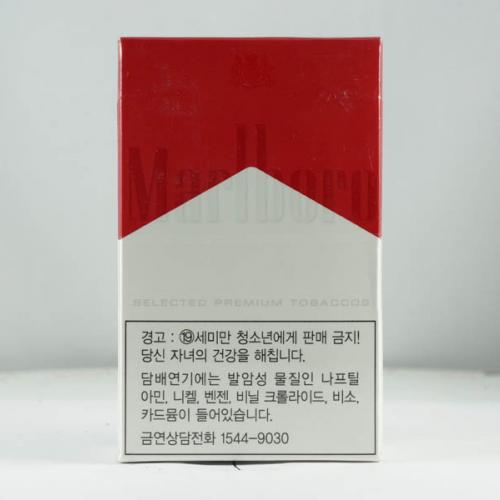 Marlboro
SELECTED PREMIUM TOBACCOS
경고 : ⑲세미만 청소년에게 판매 금지!
당신 자녀의 건강을 해칩니다.
담배연기에는 발암성 물질인 나프틸
아민, 니켈, 벤젠, 비닐 크롤라이드, 비소,
카드뮴이 들어있습니다.
금연상담전화 1544-9030